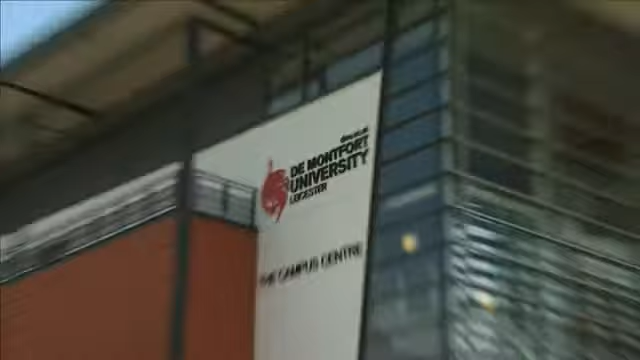 DE MONTFORT
UNIVERSITY
LEICESTER
THE CAMPUS CENTRE